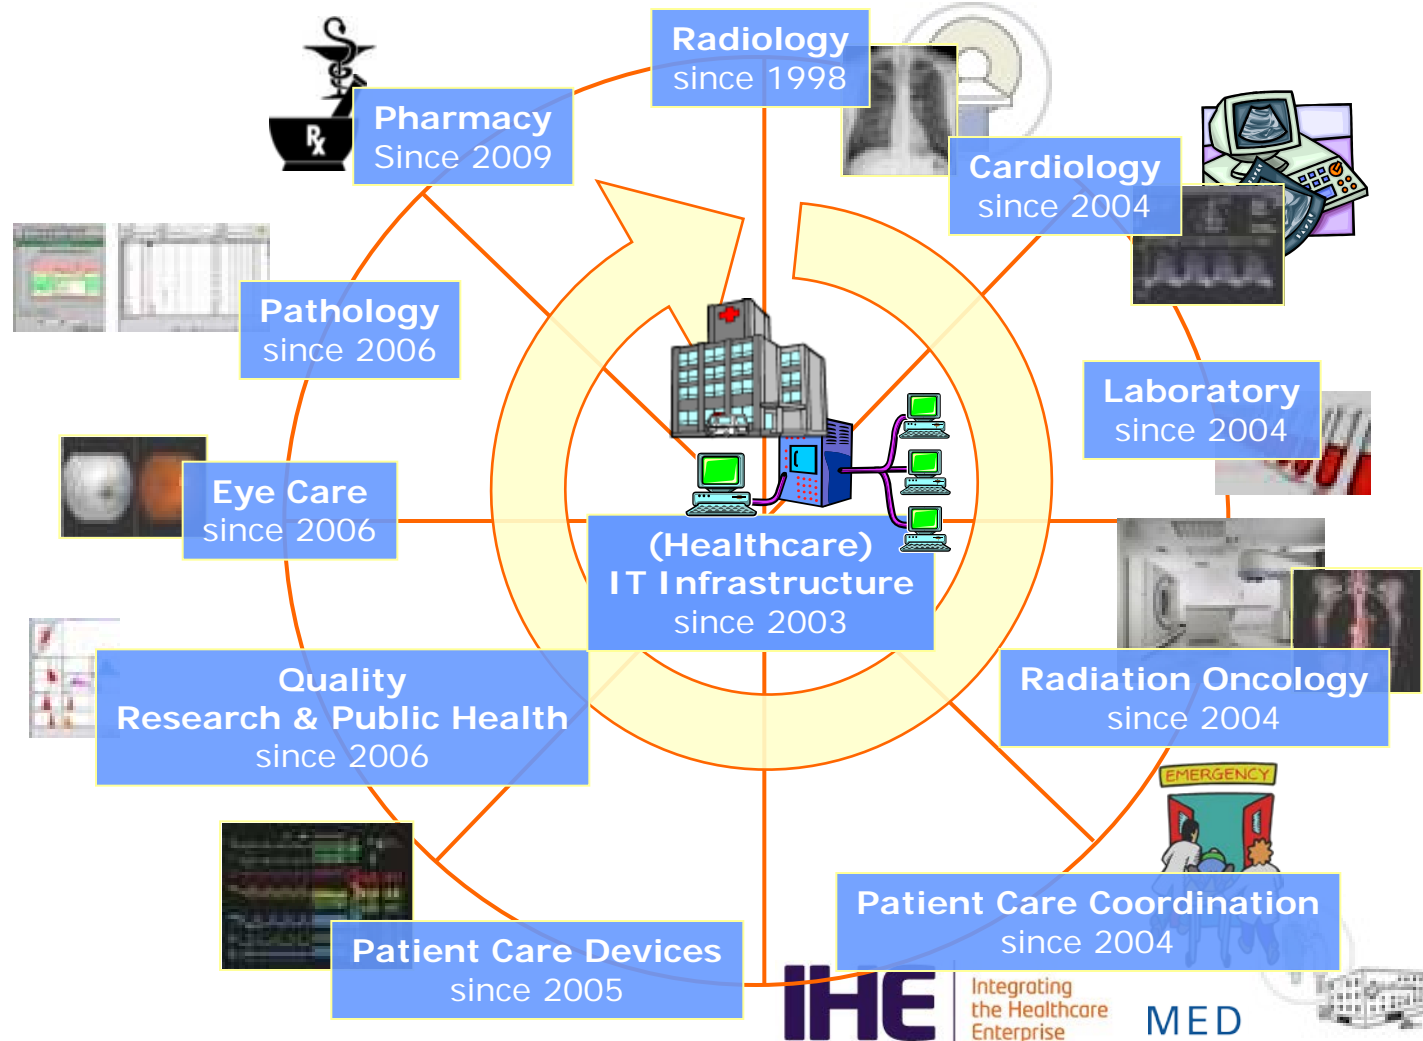 Radiology
since 1998
Pharmacy
Since 2009
Rx
Cardiology
since 2004
Pathology
since 2006
Laboratory
since 2004
Eye Care
since 2006
(Healthcare)
IT Infrastructure
since 2003
Quality
Research & Public Health
since 2006
Radiation Oncology
since 2004
EMERGENCY
Patient Care Coordination
since 2004
Patient Care Devices
since 2005
IHE
Integrating
the Healthcare
Enterprise
MED